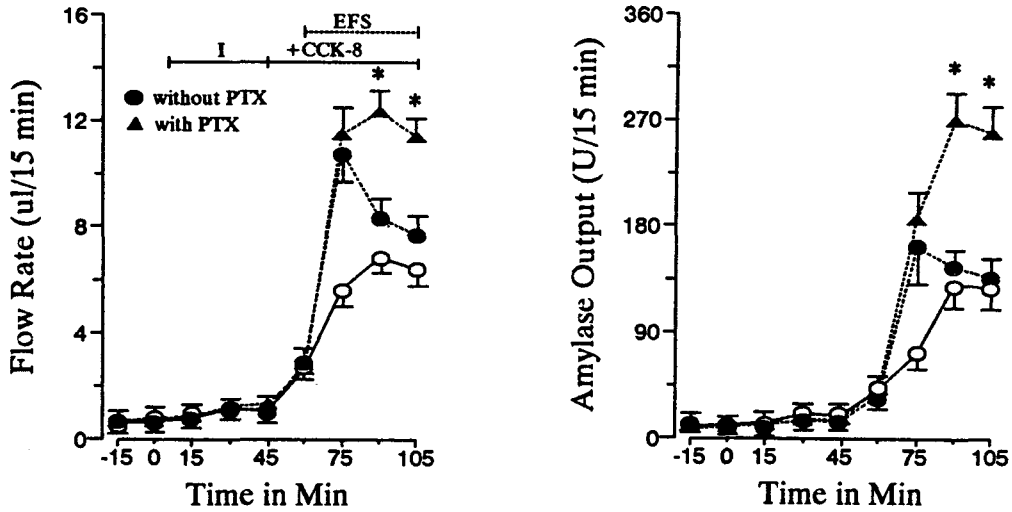 Flow Rate (ul/15 min)
16
12
8
4
0
EFS
I
+CCK-8
without PTX
with PTX
*
*
-15 0 15 45 75 105
Time in Min
Amylase Output (U/15 min)
360
270
180
90
0
*
*
-15 0 15 45 75 105
Time in Min